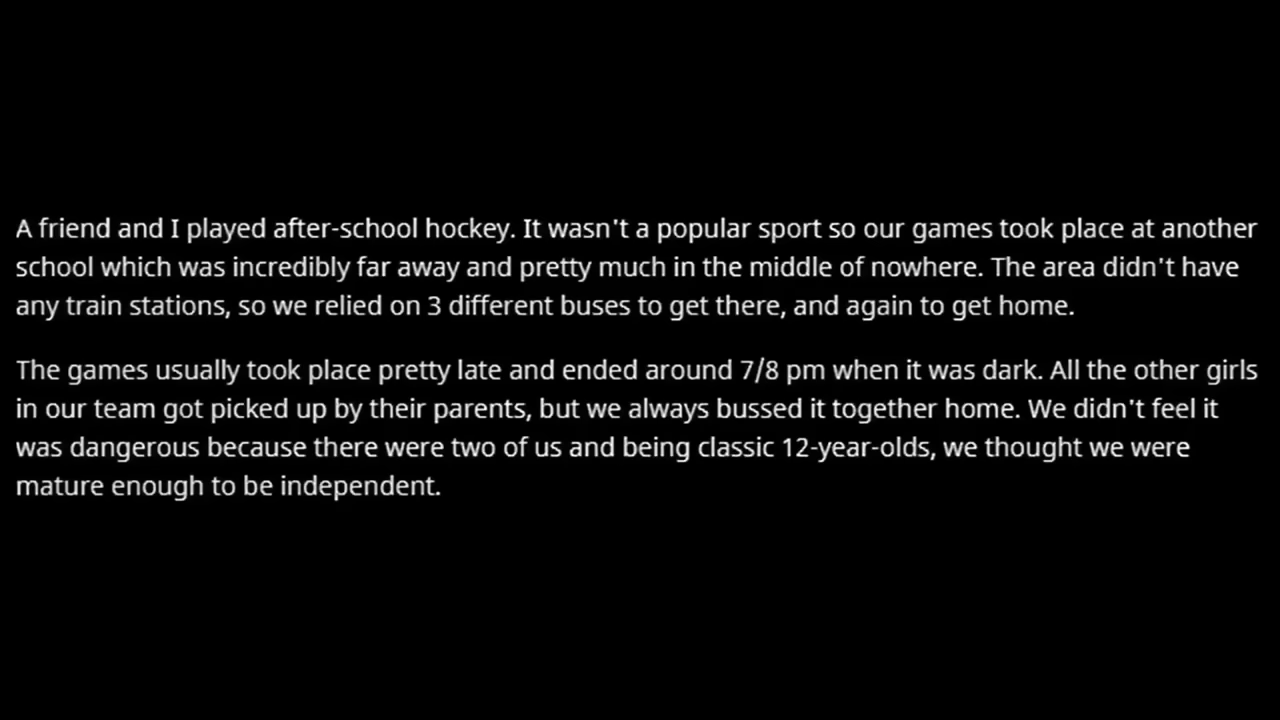 A friend and I played after-school hockey. It wasn't a popular sport so our games took place at another
school which was incredibly far away and pretty much in the middle of nowhere. The area didn't have
any train stations, so we relied on 3 different buses to get there, and again to get home.
The games usually took place pretty late and ended around 7/8 pm when it was dark. All the other girls
in our team got picked up by their parents, but we always bussed it together home. We didn't feel it
was dangerous because there were two of us and being classic 12-year-olds, we thought we were
mature enough to be independent.